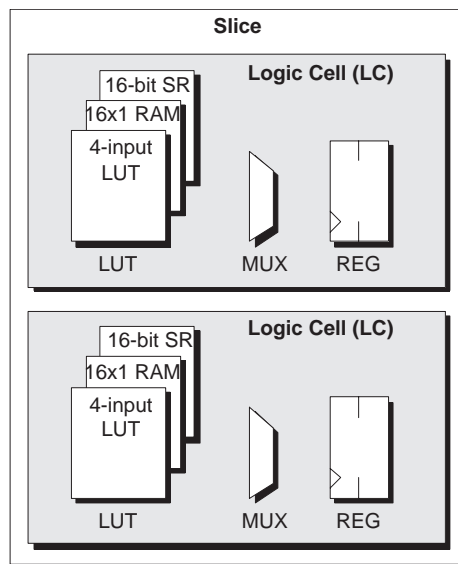 Slice
Logic Cell (LC)
16-bit SR
16x1 RAM
4-input
LUT
LUT
MUX
REG
Logic Cell (LC)
16-bit SR
16x1 RAM
4-input
LUT
LUT
MUX
REG